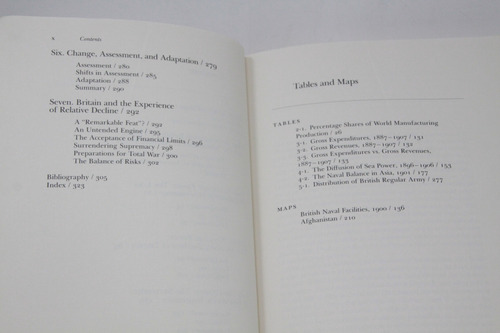 x Contents
Six. Change, Assessment, and Adaptation / 279
Assessment / 280
Shifts in Assessment / 285
Adaptation / 288
Summary / 290
Seven. Britain and the Experience
of Relative Decline / 292
A "Remarkable Feat"? / 292
An Untended Engine / 295
The Acceptance of Financial Limits / 296
Surrendering Supremacy / 298
Preparations for Total War / 300
The Balance of Risks / 302
Bibliography / 305
Index / 323
Tables and Maps
TABLES
2-1. Percentage Shares of World Manufacturing
Production / 26
3-1. Gross Expenditures, 1887–1907 / 131
3-2. Gross Revenues, 1887–1907 / 132
3-3. Gross Expenditures vs. Gross Revenues,
1887–1907 / 133
4-1. The Diffusion of Sea Power, 1896–1906 / 153
4-2. The Naval Balance in Asia, 1901 / 177
5-1. Distribution of British Regular Army / 277
MAPS
British Naval Facilities, 1900 / 136
Afghanistan / 210